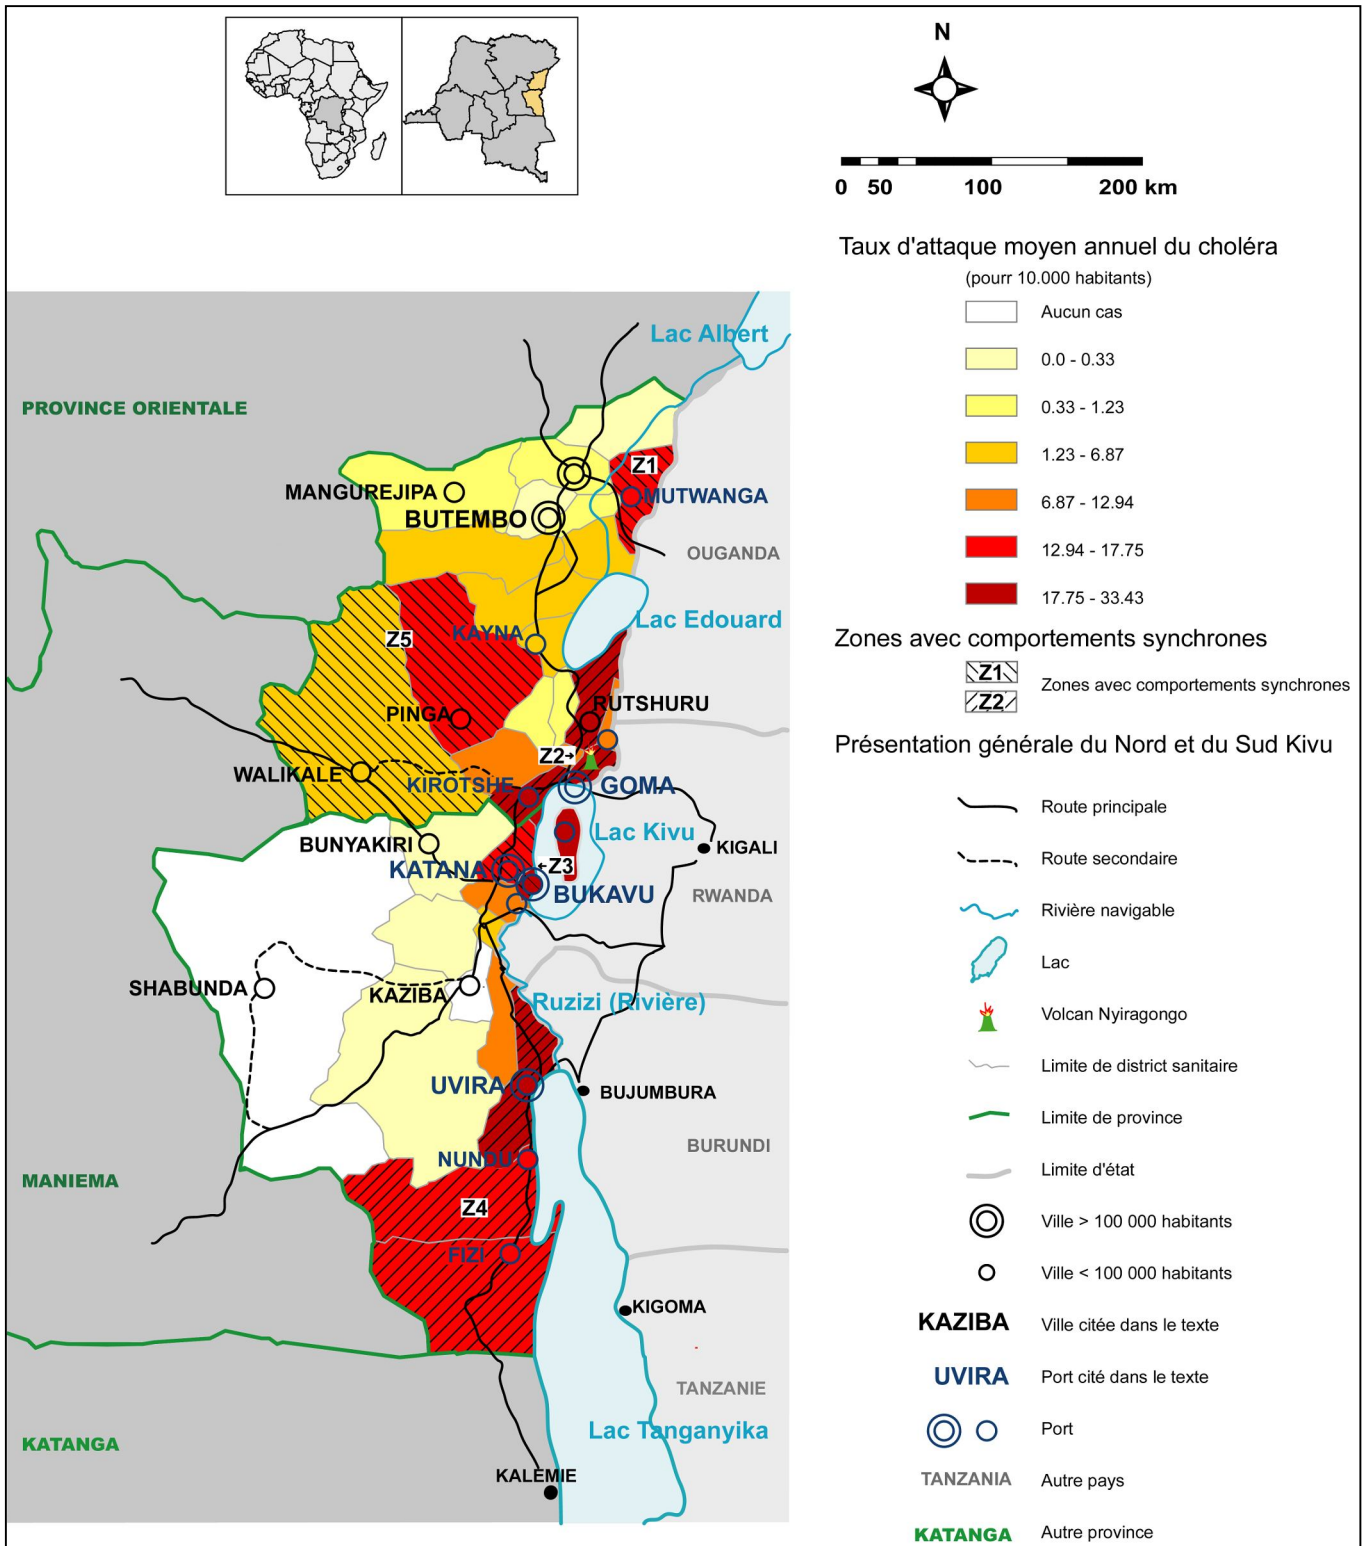 N
0 50 100 200 km
Taux d'attaque moyen annuel du choléra
(pourr 10.000 habitants)
Aucun cas
0.0 - 0.33
0.33 - 1.23
1.23 - 6.87
6.87 - 12.94
12.94 - 17.75
17.75 - 33.43
Zones avec comportements synchrones
Z1
Z2
Zones avec comportements synchrones
Présentation générale du Nord et du Sud Kivu
Route principale
Route secondaire
Rivière navigable
Lac
Volcan Nyiragongo
Limite de district sanitaire
Limite de province
Limite d'état
Ville > 100 000 habitants
Ville < 100 000 habitants
KAZIBA Ville citée dans le texte
UVIRA Port cité dans le texte
Port
TANZANIA Autre pays
KATANGA Autre province
Lac Albert
PROVINCE ORIENTALE
Z1
MANGUREJIPA
MUTWANGA
BUTEMBO
OUGANDA
Lac Edouard
KAYNA
Z5
RUTSHURU
PINGA
Z2
WALIKALE
KIROTSHE
GOMA
Lac Kivu
BUNYAKIRI
KIGALI
KATANA
Z3
BUKAVU
RWANDA
SHABUNDA
KAZIBA
Ruzizi (Rivière)
UVIRA
BUJUMBURA
BURUNDI
NUNDU
MANIEMA
Z4
FIZI
KIGOMA
TANZANIE
Lac Tanganyika
KATANGA
KALEMIE